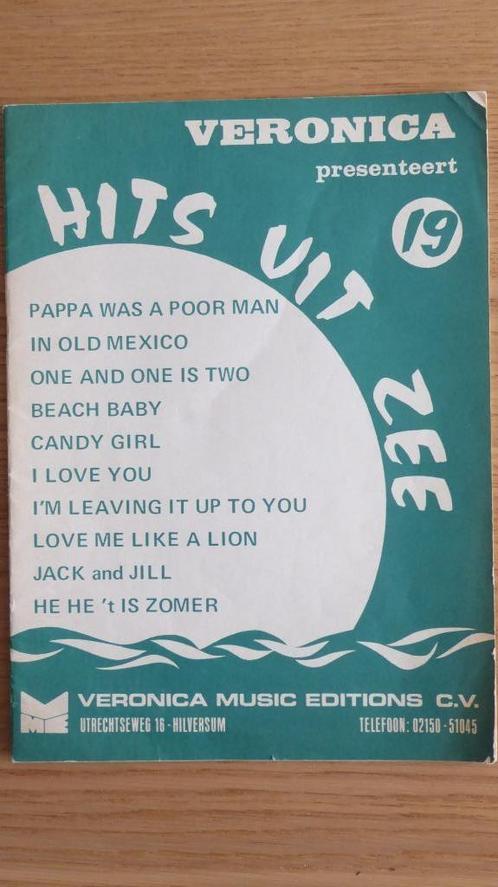 VERONICA
presenteert
HITS UIT ZEE
19
PAPPA WAS A POOR MAN
IN OLD MEXICO
ONE AND ONE IS TWO
BEACH BABY
CANDY GIRL
I LOVE YOU
I'M LEAVING IT UP TO YOU
LOVE ME LIKE A LION
JACK and JILL
HE HE 't IS ZOMER
VME
VERONICA MUSIC EDITIONS C.V.
UTRECHTSEWEG 16 - HILVERSUM
TELEFOON: 02150 - 51045